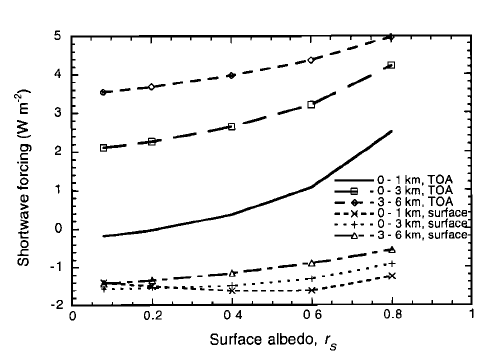 5
4
3
2
1
0
-1
-2
Shortwave forcing (W m-2)
0 - 1 km, TOA
0 - 3 km, TOA
3 - 6 km, TOA
0 - 1 km, surface
0 - 3 km, surface
3 - 6 km, surface
0 0.2 0.4 0 6 0.8 1
Surface albedo, rs